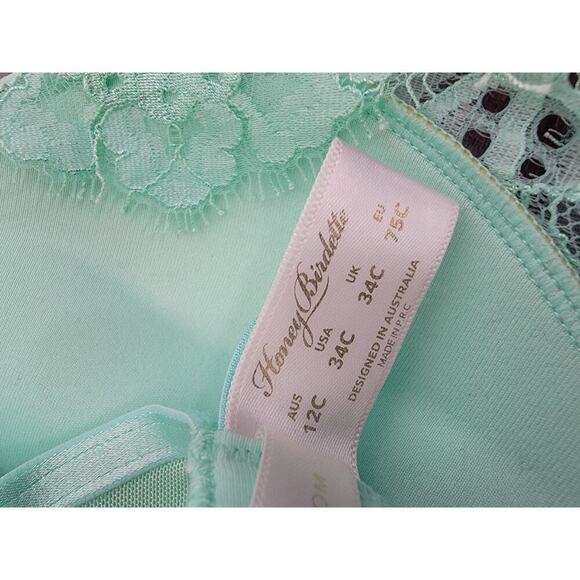 Honey Birdette
AUS USA UK EU
12C 34C 34C 75C
DESIGNED IN AUSTRALIA
MADE IN P.R.C